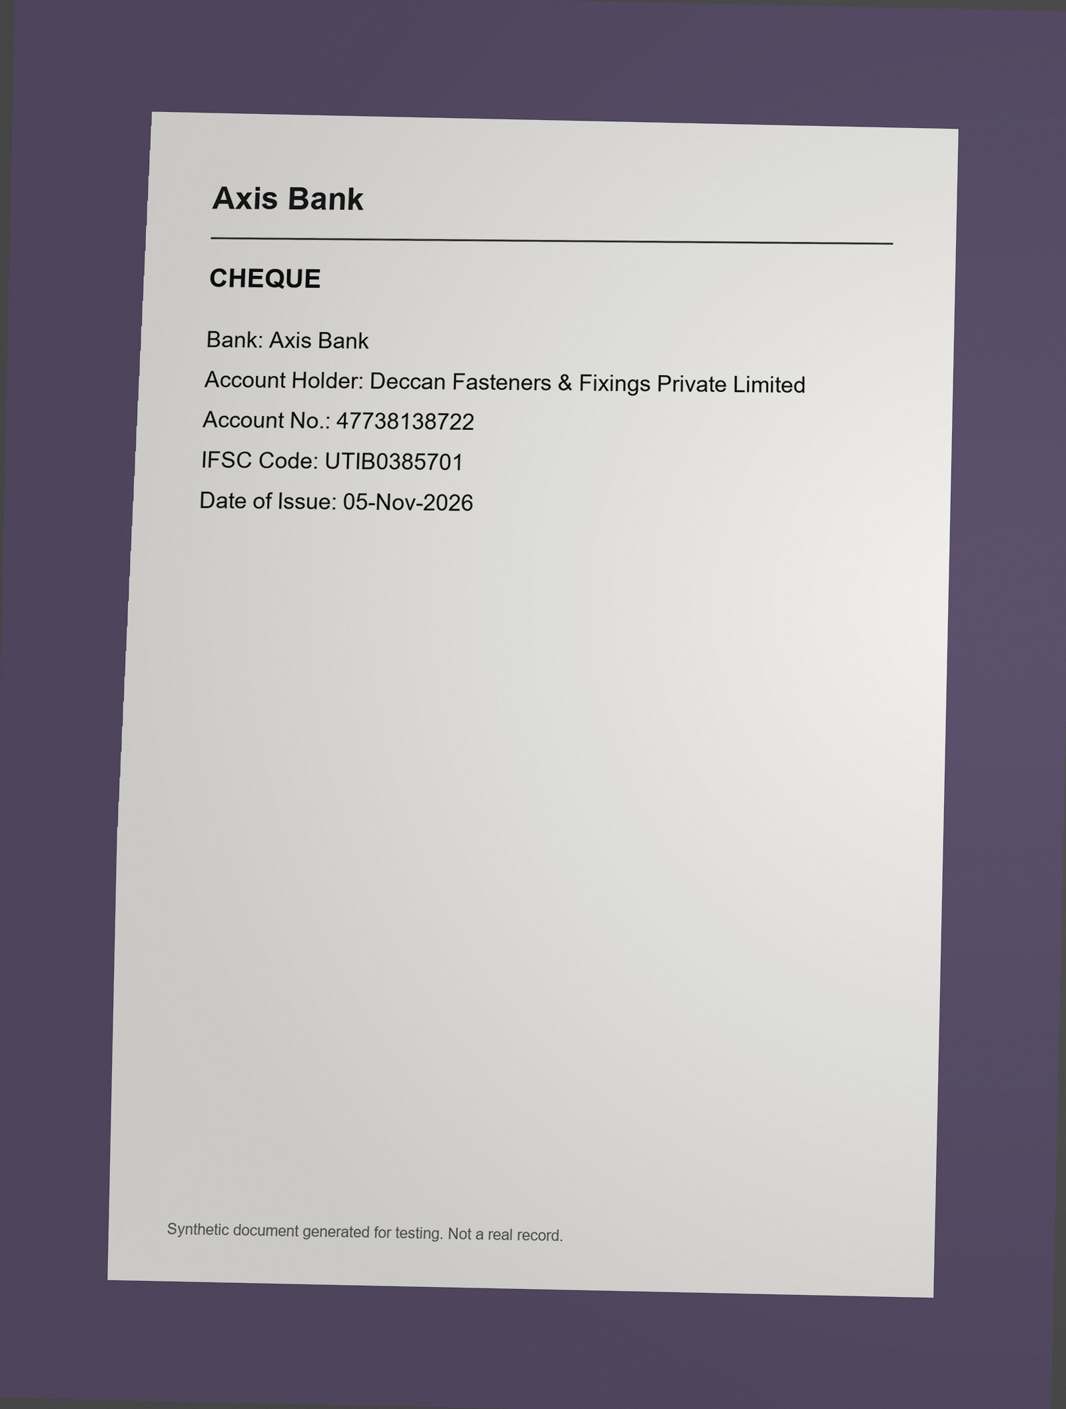 Axis Bank
CHEQUE
Bank: Axis Bank
Account Holder: Deccan Fasteners & Fixings Private Limited
Account No.: 47738138722
IFSC Code: UTIB0385701
Date of Issue: 05-Nov-2026
Synthetic document generated for testing. Not a real record.